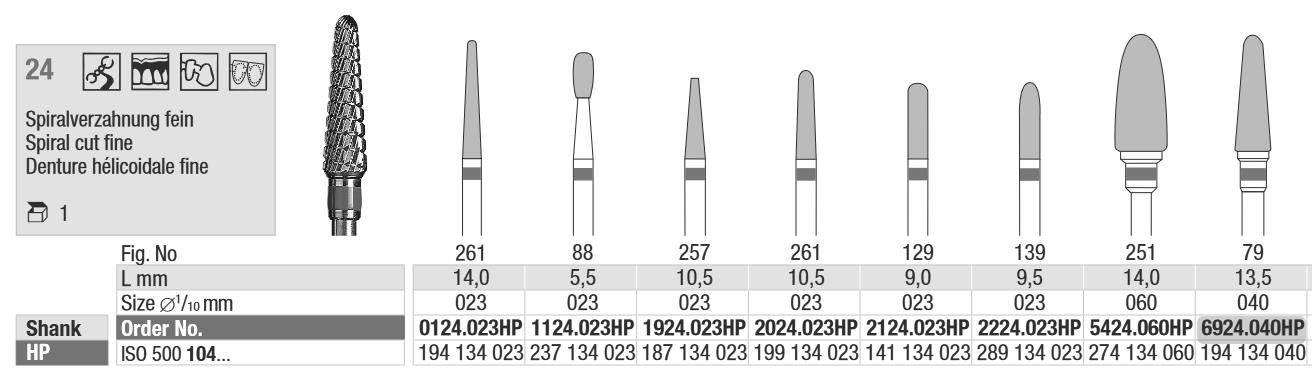 24
Spiralverzahnung fein
Spiral cut fine
Denture hélicoidale fine
1
Fig. No 261 88 257 261 129 139 251 79
L mm 14,0 5,5 10,5 10,5 9,0 9,5 14,0 13,5
Size ∅1/10 mm 023 023 023 023 023 023 060 040
Shank Order No. 0124.023HP 1124.023HP 1924.023HP 2024.023HP 2124.023HP 2224.023HP 5424.060HP 6924.040HP
HP ISO 500 104... 194 134 023 237 134 023 187 134 023 199 134 023 141 134 023 289 134 023 274 134 060 194 134 040